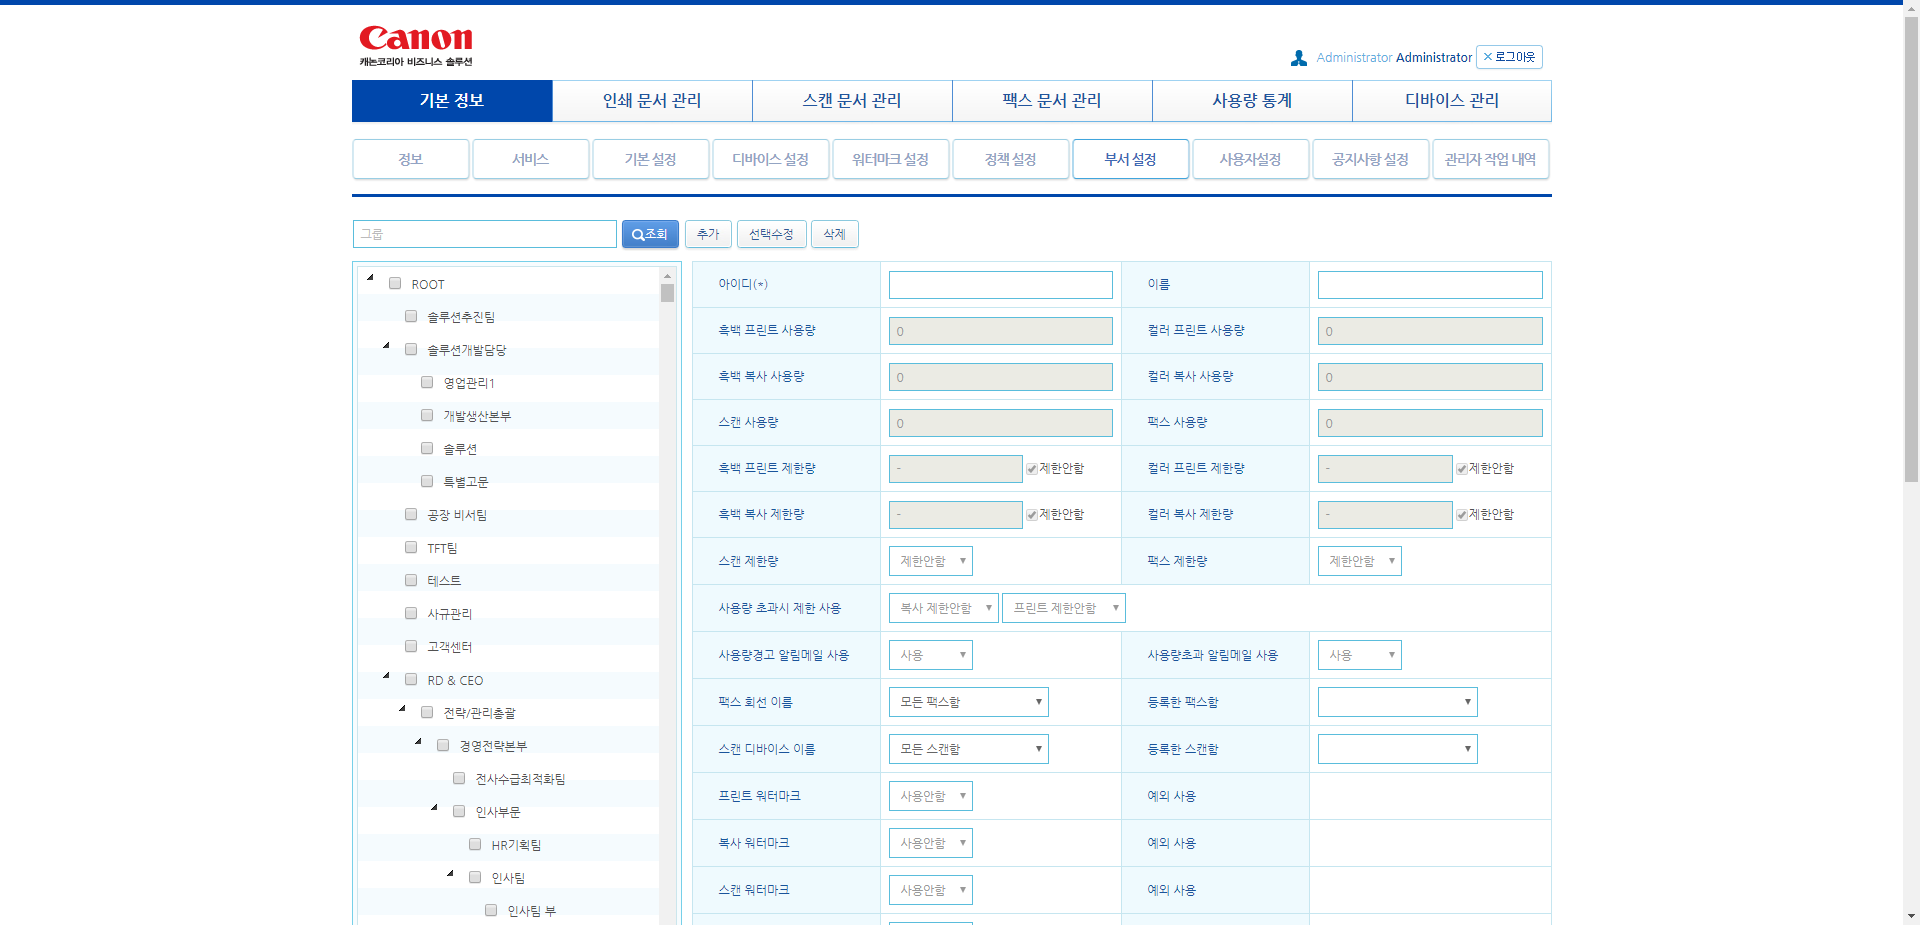 Canon
캐논코리아 비즈니스 솔루션
Administrator Administrator 로그아웃
기본 정보 인쇄 문서 관리 스캔 문서 관리 팩스 문서 관리 사용량 통계 디바이스 관리
정보 서비스 기본 설정 디바이스 설정 워터마크 설정 정책 설정 부서 설정 사용자설정 공지사항 설정 관리자 작업 내역
그룹 조회 추가 선택수정 삭제
ROOT
솔루션추진팀
솔루션개발담당
영업관리1
개발생산본부
솔루션
특별고문
공장 비서팀
TFT팀
테스트
사규관리
고객센터
RD & CEO
전략/관리총괄
경영전략본부
전사수급최적화팀
인사부문
HR기획팀
인사팀
인사팀 부
아이디(*) 이름
흑백 프린트 사용량 0 컬러 프린트 사용량 0
흑백 복사 사용량 0 컬러 복사 사용량 0
스캔 사용량 0 팩스 사용량 0
흑백 프린트 제한량 - 제한안함 컬러 프린트 제한량 - 제한안함
흑백 복사 제한량 - 제한안함 컬러 복사 제한량 - 제한안함
스캔 제한량 제한안함 팩스 제한량 제한안함
사용량 초과시 제한 사용 복사 제한안함 프린트 제한안함
사용량경고 알림메일 사용 사용 사용량초과 알림메일 사용 사용
팩스 회선 이름 모든 팩스함 등록한 팩스함
스캔 디바이스 이름 모든 스캔함 등록한 스캔함
프린트 워터마크 사용안함 예외 사용
복사 워터마크 사용안함 예외 사용
스캔 워터마크 사용안함 예외 사용